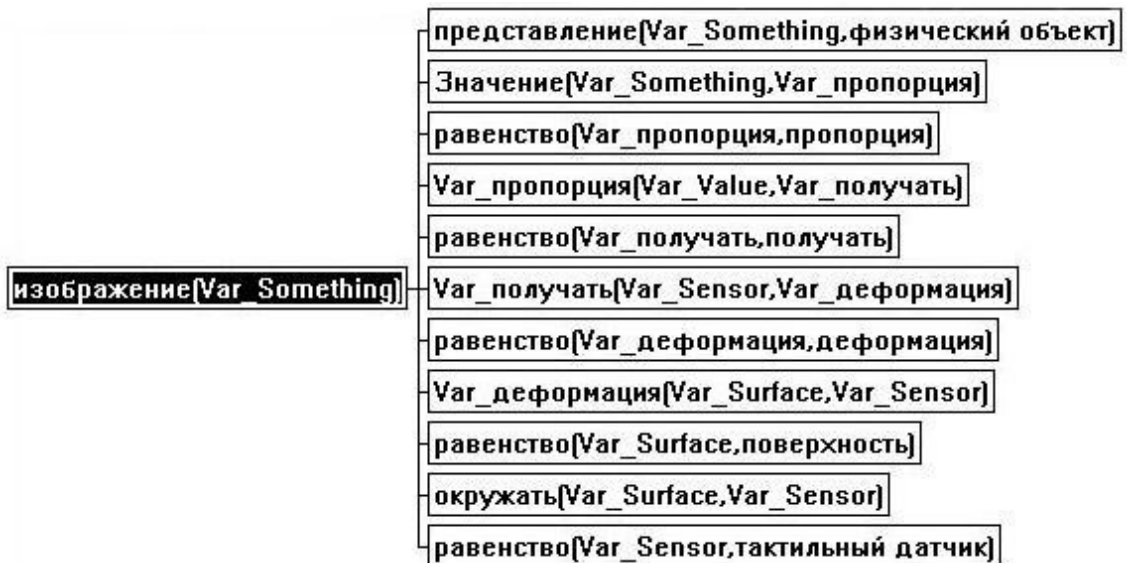 представление(Var_Something,физический объект)
Значение(Var_Something,Var_пропорция)
равенство(Var_пропорция,пропорция)
Var_пропорция(Var_Value,Var_получать)
равенство(Var_получать,получать)
изображение(Var_Something)
Var_получать(Var_Sensor,Var_деформация)
равенство(Var_деформация,деформация)
Var_деформация(Var_Surface,Var_Sensor)
равенство(Var_Surface,поверхность)
окружать(Var_Surface,Var_Sensor)
равенство(Var_Sensor,тактильный датчик)